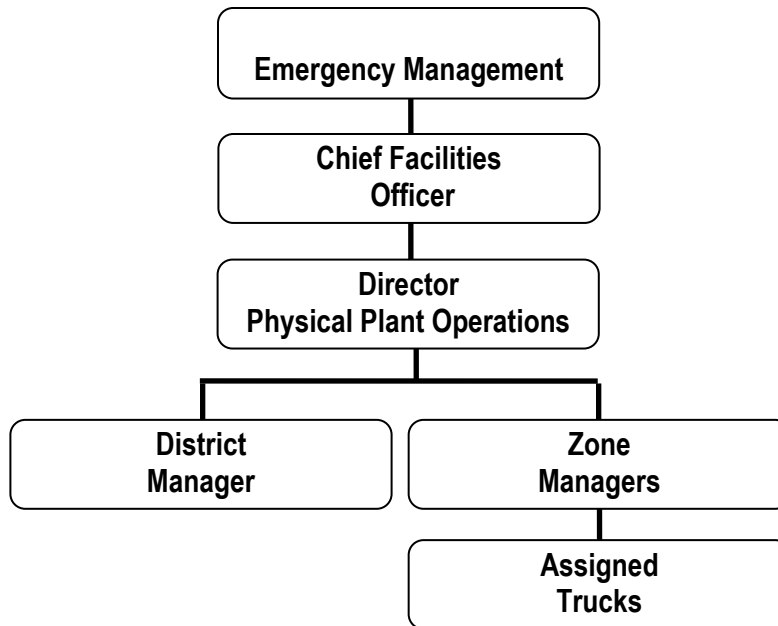 Emergency Management
Chief Facilities
Officer
Director
Physical Plant Operations
District
Manager
Zone
Managers
Assigned
Trucks